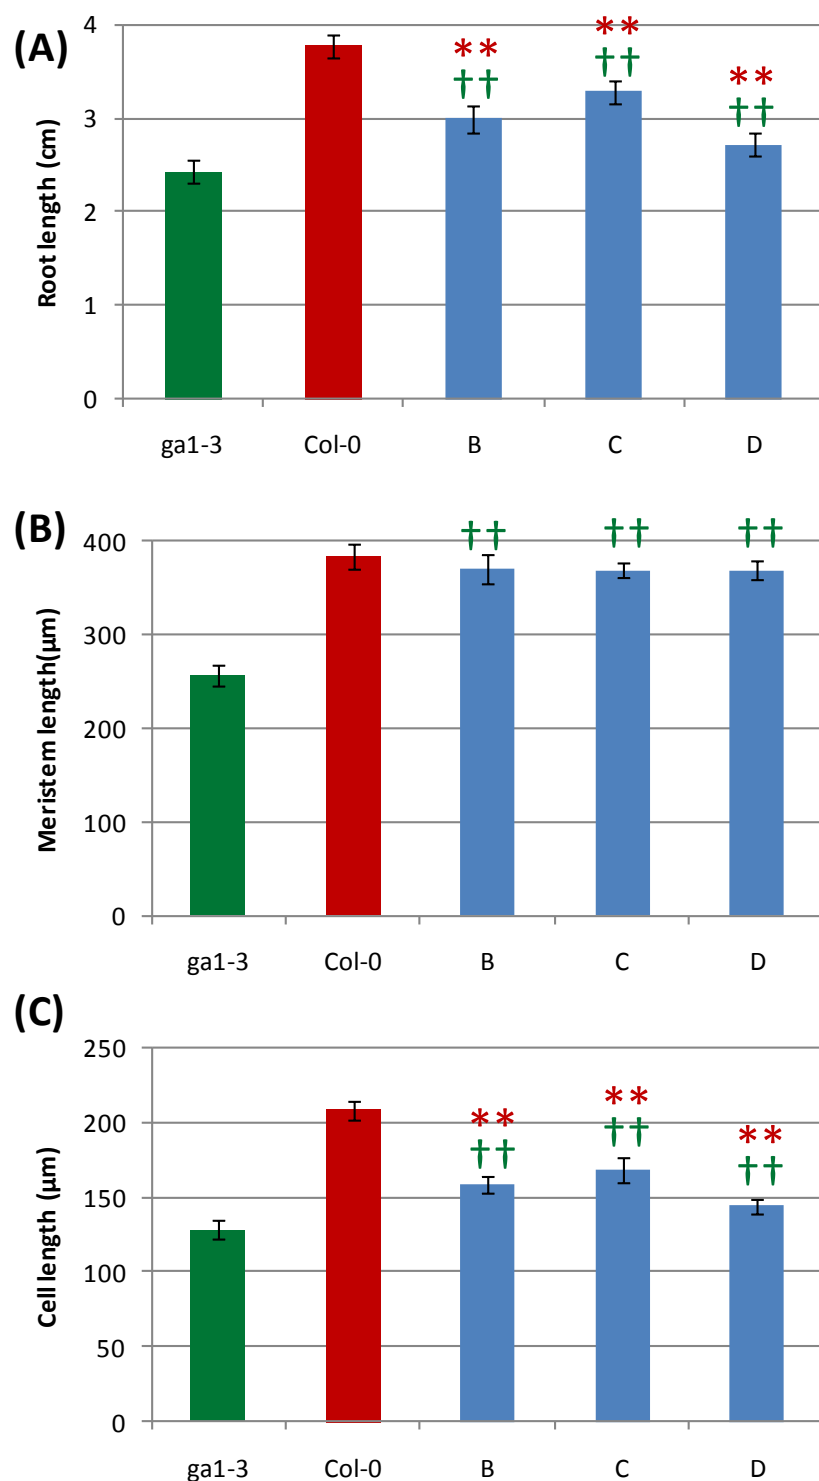 (A)
Root length (cm)
4
3
2
1
0
** ** **
†† †† ††
ga1-3 Col-0 B C D
(B)
Meristem length(µm)
400
300
200
100
0
†† †† ††
ga1-3 Col-0 B C D
(C)
Cell length (µm)
250
200
150
100
50
0
** ** **
†† †† ††
ga1-3 Col-0 B C D